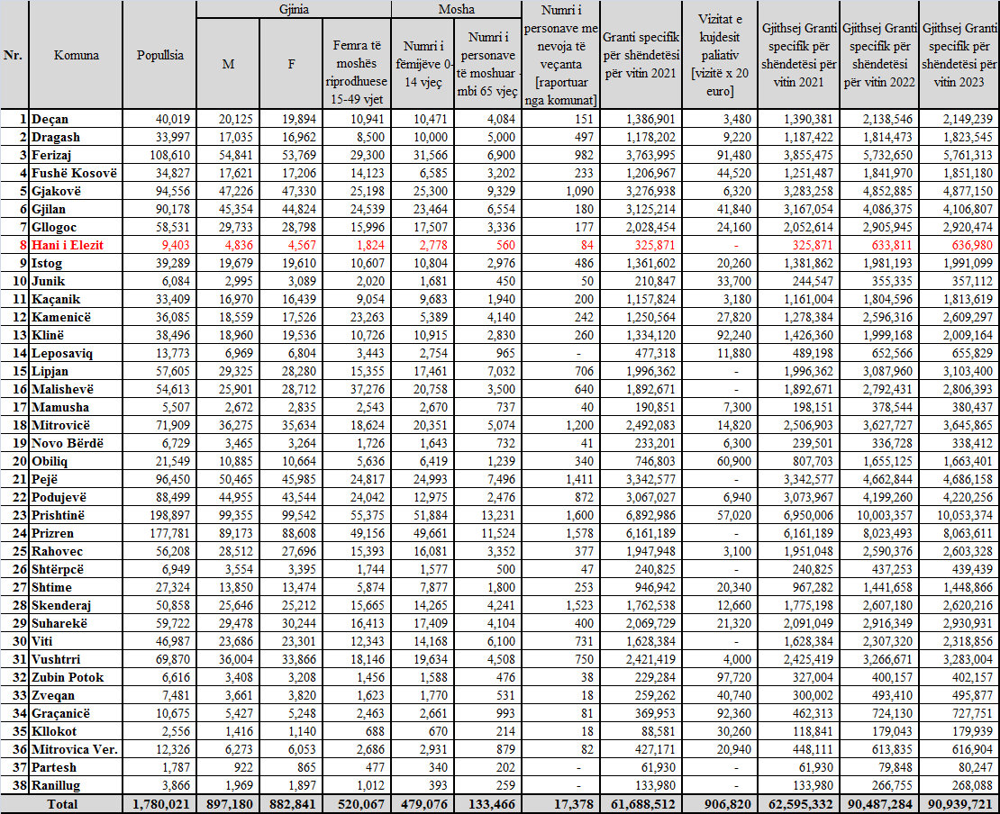 Nr. Komuna Popullsia Gjinia Mosha Numri i personave me nevoja të veçanta [raportuar nga komunat] Granti specifik për shëndetësi për vitin 2021 Vizitat e kujdesit paliativ [vizitë x 20 euro] Gjithsej Granti specifik për shëndetësi për vitin 2021 Gjithsej Granti specifik për shëndetësi për vitin 2022 Gjithsej Granti specifik për shëndetësi për vitin 2023
M F Femra të moshës riprodhuese 15-49 vjet Numri i fëmijëve 0-14 vjeç Numri i personave të moshuar - mbi 65 vjeç
1 Deçan 40,019 20,125 19,894 10,941 10,471 4,084 151 1,386,901 3,480 1,390,381 2,138,546 2,149,239
2 Dragash 33,997 17,035 16,962 8,500 10,000 5,000 497 1,178,202 9,220 1,187,422 1,814,473 1,823,545
3 Ferizaj 108,610 54,841 53,769 29,300 31,566 6,900 982 3,763,995 91,480 3,855,475 5,732,650 5,761,313
4 Fushë Kosovë 34,827 17,621 17,206 14,123 6,585 3,202 233 1,206,967 44,520 1,251,487 1,841,970 1,851,180
5 Gjakovë 94,556 47,226 47,330 25,198 25,300 9,329 1,090 3,276,938 6,320 3,283,258 4,852,885 4,877,150
6 Gjilan 90,178 45,354 44,824 24,539 23,464 6,554 180 3,125,214 41,840 3,167,054 4,086,375 4,106,807
7 Gllogoc 58,531 29,733 28,798 15,996 17,507 3,336 177 2,028,454 24,160 2,052,614 2,905,945 2,920,474
8 Hani i Elezit 9,403 4,836 4,567 1,824 2,778 560 84 325,871 - 325,871 633,811 636,980
9 Istog 39,289 19,679 19,610 10,607 10,804 2,976 486 1,361,602 20,260 1,381,862 1,981,193 1,991,099
10 Junik 6,084 2,995 3,089 2,020 1,681 450 50 210,847 33,700 244,547 355,335 357,112
11 Kaçanik 33,409 16,970 16,439 9,054 9,683 1,940 200 1,157,824 3,180 1,161,004 1,804,596 1,813,619
12 Kamenicë 36,085 18,559 17,526 23,263 5,389 4,140 242 1,250,564 27,820 1,278,384 2,596,316 2,609,297
13 Klinë 38,496 18,960 19,536 10,726 10,915 2,830 260 1,334,120 92,240 1,426,360 1,999,168 2,009,164
14 Leposaviq 13,773 6,969 6,804 3,443 2,754 965 - 477,318 11,880 489,198 652,566 655,829
15 Lipjan 57,605 29,325 28,280 15,355 17,461 7,032 706 1,996,362 - 1,996,362 3,087,960 3,103,400
16 Malishevë 54,613 25,901 28,712 37,276 20,758 3,500 640 1,892,671 - 1,892,671 2,792,431 2,806,393
17 Mamusha 5,507 2,672 2,835 2,543 2,670 737 40 190,851 7,300 198,151 378,544 380,437
18 Mitrovicë 71,909 36,275 35,634 18,624 20,351 5,074 1,200 2,492,083 14,820 2,506,903 3,627,727 3,645,865
19 Novo Bërdë 6,729 3,465 3,264 1,726 1,643 732 41 233,201 6,300 239,501 336,728 338,412
20 Obiliq 21,549 10,885 10,664 5,636 6,419 1,239 340 746,803 60,900 807,703 1,655,125 1,663,401
21 Pejë 96,450 50,465 45,985 24,817 24,993 7,496 1,411 3,342,577 - 3,342,577 4,662,844 4,686,158
22 Podujevë 88,499 44,955 43,544 24,042 12,975 2,476 872 3,067,027 6,940 3,073,967 4,199,260 4,220,256
23 Prishtinë 198,897 99,355 99,542 55,375 51,884 13,231 1,600 6,892,986 57,020 6,950,006 10,003,357 10,053,374
24 Prizren 177,781 89,173 88,608 49,156 49,661 11,524 1,578 6,161,189 - 6,161,189 8,023,493 8,063,611
25 Rahovec 56,208 28,512 27,696 15,393 16,081 3,352 377 1,947,948 3,100 1,951,048 2,590,376 2,603,328
26 Shtërpcë 6,949 3,554 3,395 1,744 1,577 500 47 240,825 - 240,825 437,253 439,439
27 Shtime 27,324 13,850 13,474 5,874 7,877 1,800 253 946,942 20,340 967,282 1,441,658 1,448,866
28 Skenderaj 50,858 25,646 25,212 15,665 14,265 4,241 1,523 1,762,538 12,660 1,775,198 2,607,180 2,620,216
29 Suharekë 59,722 29,478 30,244 16,413 17,409 4,104 400 2,069,729 21,320 2,091,049 2,916,349 2,930,931
30 Viti 46,987 23,686 23,301 12,343 14,168 6,100 731 1,628,384 - 1,628,384 2,307,320 2,318,856
31 Vushtrri 69,870 36,004 33,866 18,146 19,634 4,508 750 2,421,419 4,000 2,425,419 3,266,671 3,283,004
32 Zubin Potok 6,616 3,408 3,208 1,456 1,588 476 38 229,284 97,720 327,004 400,157 402,157
33 Zveqan 7,481 3,661 3,820 1,623 1,770 531 18 259,262 40,740 300,002 493,410 495,877
34 Graçanicë 10,675 5,427 5,248 2,463 2,661 993 81 369,953 92,360 462,313 724,130 727,751
35 Kllokot 2,556 1,416 1,140 688 670 214 18 88,581 30,260 118,841 179,043 179,939
36 Mitrovica Ver. 12,326 6,273 6,053 2,686 2,931 879 82 427,171 20,940 448,111 613,835 616,904
37 Partesh 1,787 922 865 477 340 202 - 61,930 - 61,930 79,848 80,247
38 Ranillug 3,866 1,969 1,897 1,012 393 259 - 133,980 - 133,980 266,755 268,088
Total 1,780,021 897,180 882,841 520,067 479,076 133,466 17,378 61,688,512 906,820 62,595,332 90,487,284 90,939,721